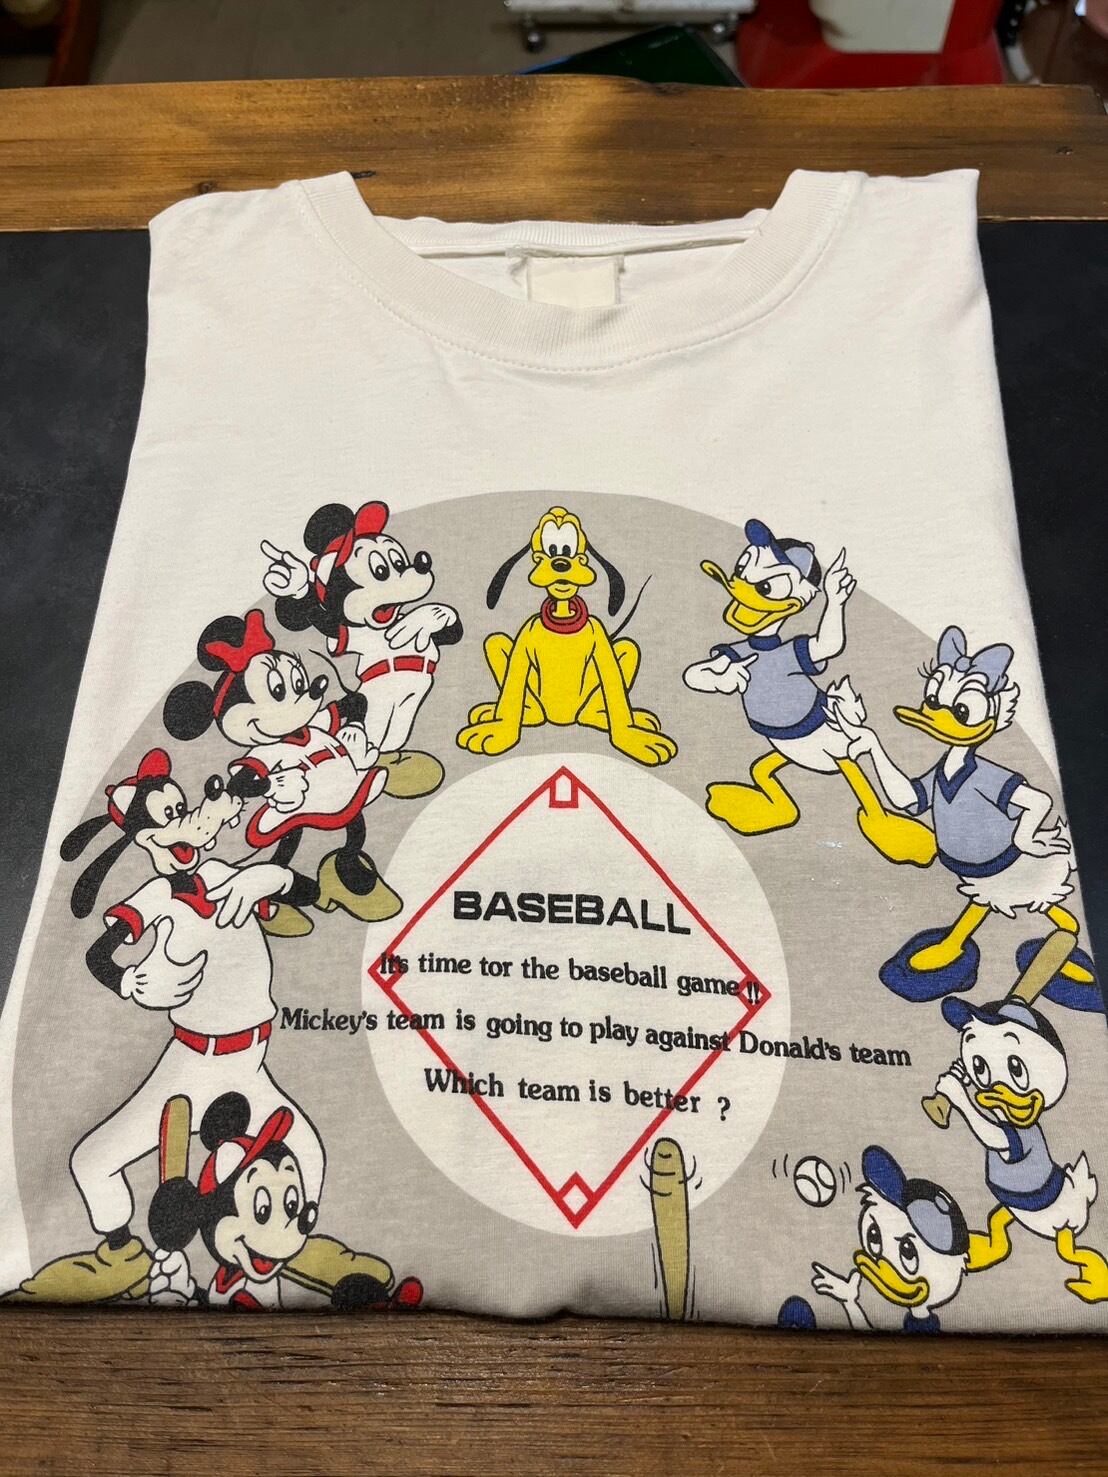 BASEBALL
It's time tor the baseball game!!
Mickey's team is going to play against Donald's team
Which team is better ?